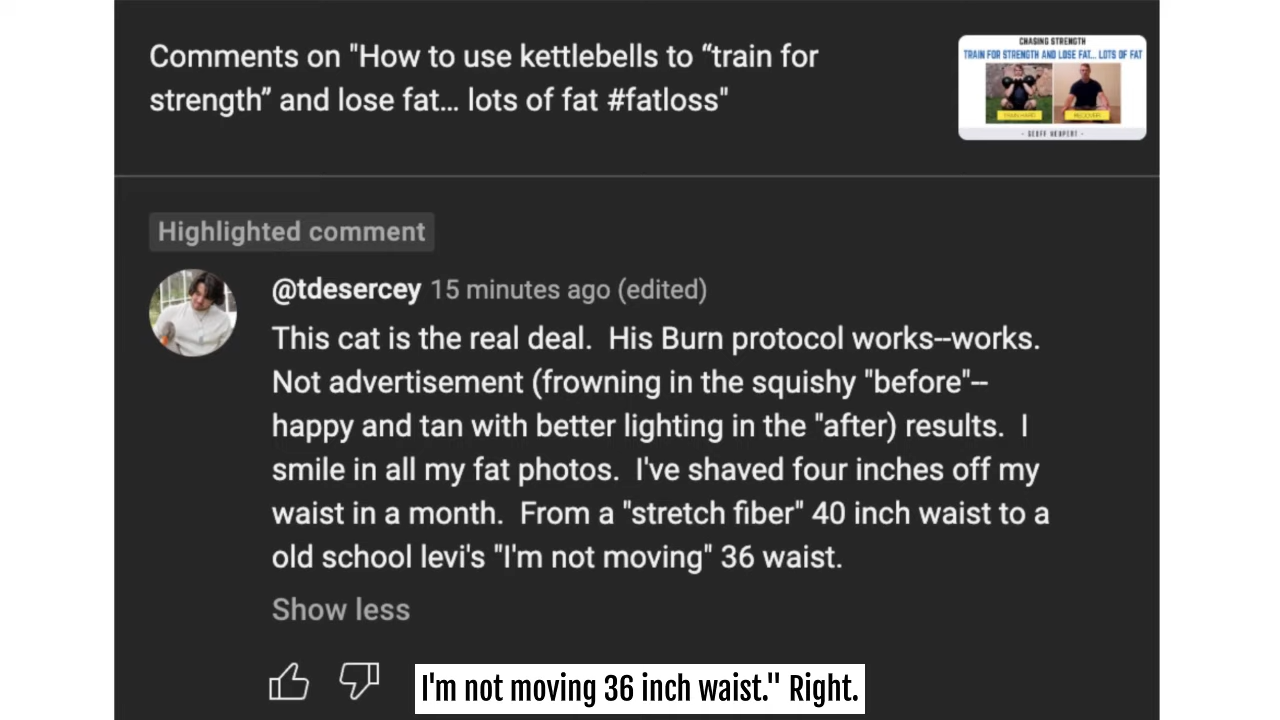 Comments on "How to use kettlebells to “train for
strength” and lose fat... lots of fat #fatloss"
CHASING STRENGTH
TRAIN FOR STRENGTH AND LOSE FAT... LOTS OF FAT
TRAIN HARD
RECOVER
- GEOFF NEUPERT -
Highlighted comment
@tdesercey 15 minutes ago (edited)
This cat is the real deal.  His Burn protocol works--works.
Not advertisement (frowning in the squishy "before"--
happy and tan with better lighting in the "after) results.  I
smile in all my fat photos.  I've shaved four inches off my
waist in a month.  From a "stretch fiber" 40 inch waist to a
old school levi's "I'm not moving" 36 waist.
Show less
I'm not moving 36 inch waist." Right.